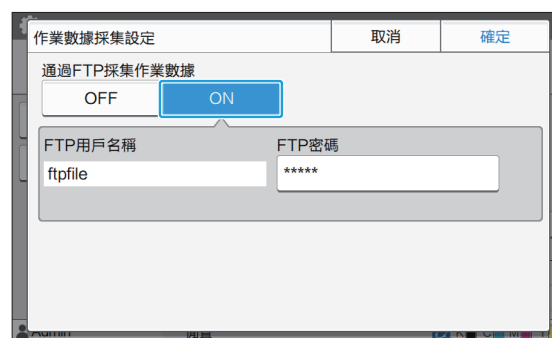 作業數據採集設定 取消 確定
通過FTP採集作業數據
OFF ON
FTP用戶名稱 FTP密碼
ftpfile *****
Admin